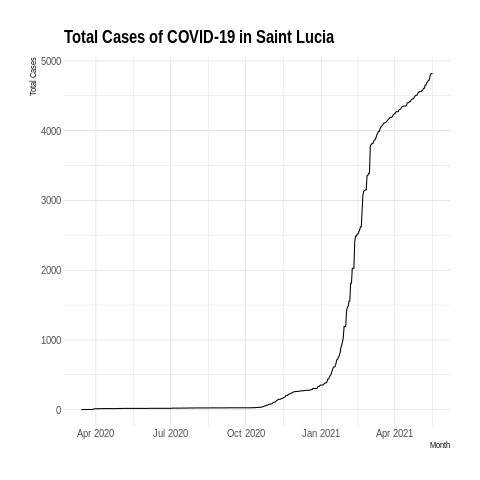 Total Cases of COVID-19 in Saint Lucia
Total Cases
5000
4000
3000
2000
1000
0
Apr 2020 Jul 2020 Oct 2020 Jan 2021 Apr 2021
Month